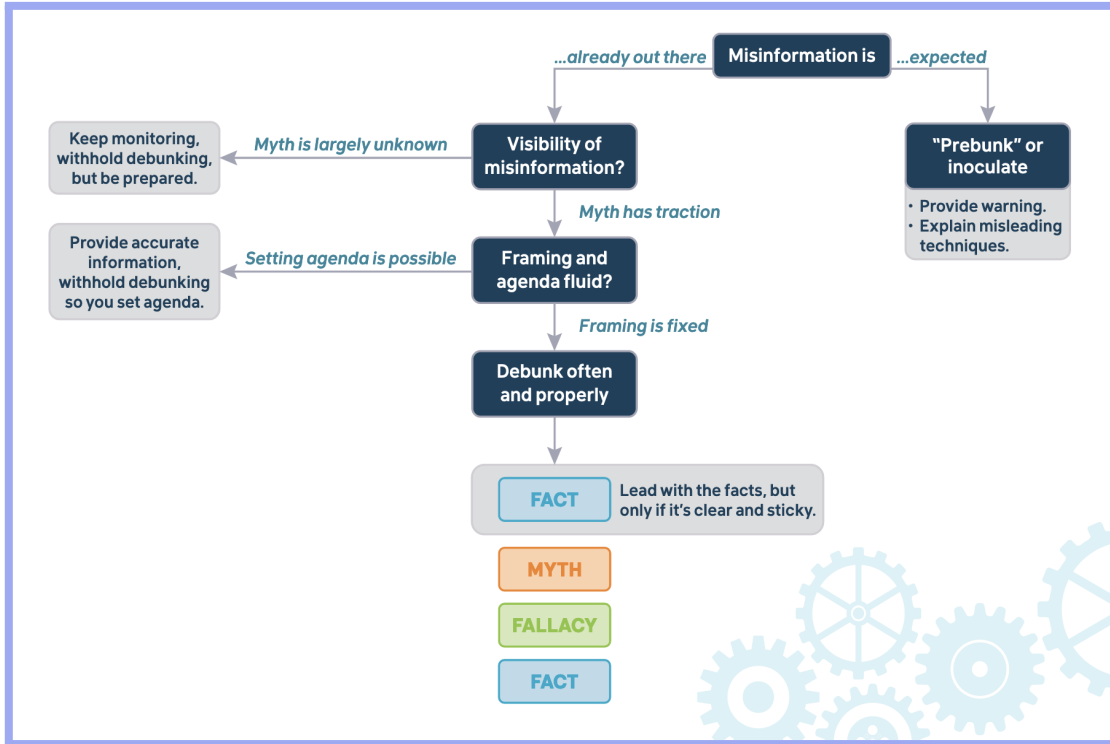 Misinformation is
...already out there
...expected
Visibility of
misinformation?
Myth is largely unknown
Keep monitoring,
withhold debunking,
but be prepared.
“Prebunk” or
inoculate
· Provide warning.
· Explain misleading
techniques.
Myth has traction
Framing and
agenda fluid?
Setting agenda is possible
Provide accurate
information,
withhold debunking
so you set agenda.
Framing is fixed
Debunk often
and properly
FACT
Lead with the facts, but
only if it’s clear and sticky.
MYTH
FALLACY
FACT